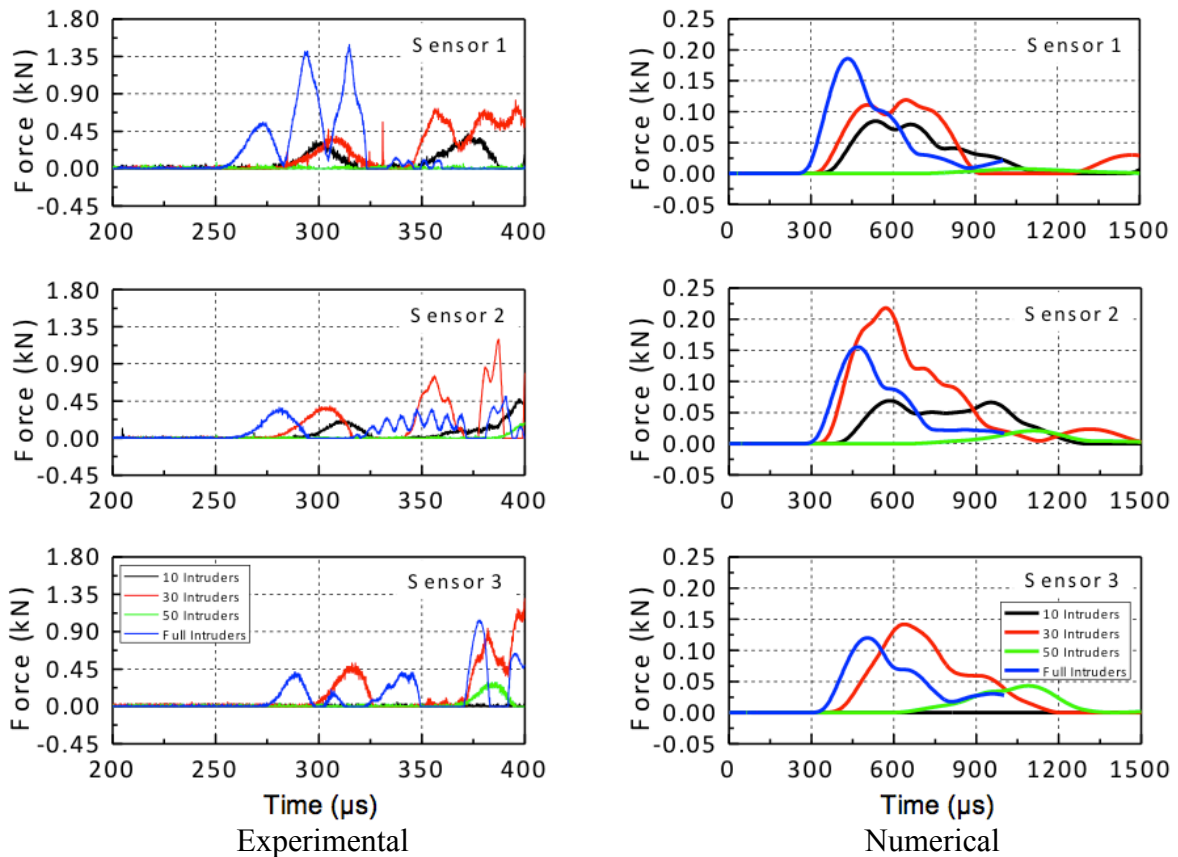 Force (kN)
1.80
1.35
0.90
0.45
0.00
-0.45
Sensor 1
200 250 300 350 400
Force (kN)
0.25
0.20
0.15
0.10
0.05
0.00
0.05
Sensor 1
0 300 600 900 1200 1500
Force (kN)
1.80
1.35
0.90
0.45
0.00
-0.45
Sensor 2
200 250 300 350 400
Force (kN)
0.25
0.20
0.15
0.10
0.05
0.00
0.05
Sensor 2
0 300 600 900 1200 1500
Force (kN)
1.80
1.35
0.90
0.45
0.00
-0.45
Sensor 3
10 Intruders
30 Intruders
50 Intruders
Full Intruders
200 250 300 350 400
Time (µs)
Experimental
Force (kN)
0.25
0.20
0.15
0.10
0.05
0.00
0.05
Sensor 3
10 Intruders
30 Intruders
50 Intruders
Full Intruders
0 300 600 900 1200 1500
Time (µs)
Numerical